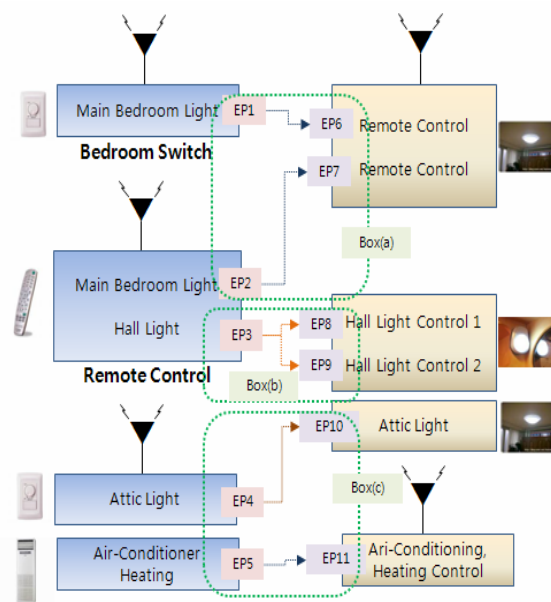 Main Bedroom Light
EP1
Bedroom Switch
EP6
Remote Control
EP7
Remote Control
Box(a)
Main Bedroom Light
EP2
Hall Light
EP3
Remote Control
Box(b)
EP8
Hall Light Control 1
EP9
Hall Light Control 2
EP10
Attic Light
Box(c)
Attic Light
EP4
Air-Conditioner
Heating
EP5
EP11
Ari-Conditioning,
Heating Control